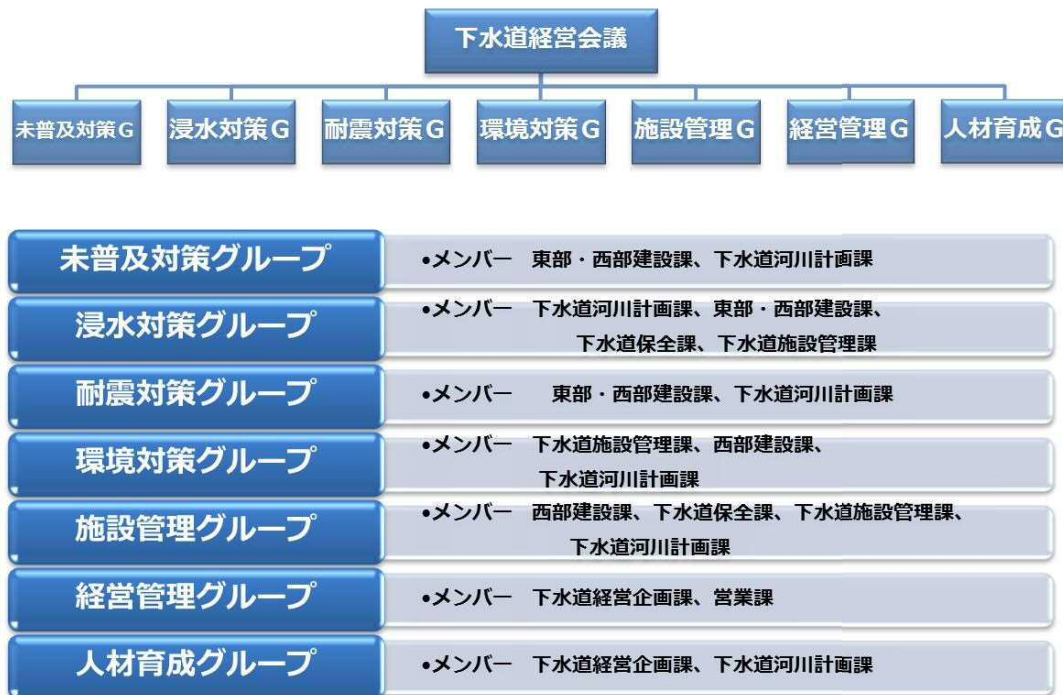 下水道経営会議
未普及対策G 浸水対策G 耐震対策G 環境対策G 施設管理G 経営管理G 人材育成G
未普及対策グループ
•メンバー 東部・西部建設課、下水道河川計画課
浸水対策グループ
•メンバー 下水道河川計画課、東部・西部建設課、
下水道保全課、下水道施設管理課
耐震対策グループ
•メンバー 東部・西部建設課、下水道河川計画課
環境対策グループ
•メンバー 下水道施設管理課、西部建設課、
下水道河川計画課
施設管理グループ
•メンバー 西部建設課、下水道保全課、下水道施設管理課、
下水道河川計画課
経営管理グループ
•メンバー 下水道経営企画課、営業課
人材育成グループ
•メンバー 下水道経営企画課、下水道河川計画課